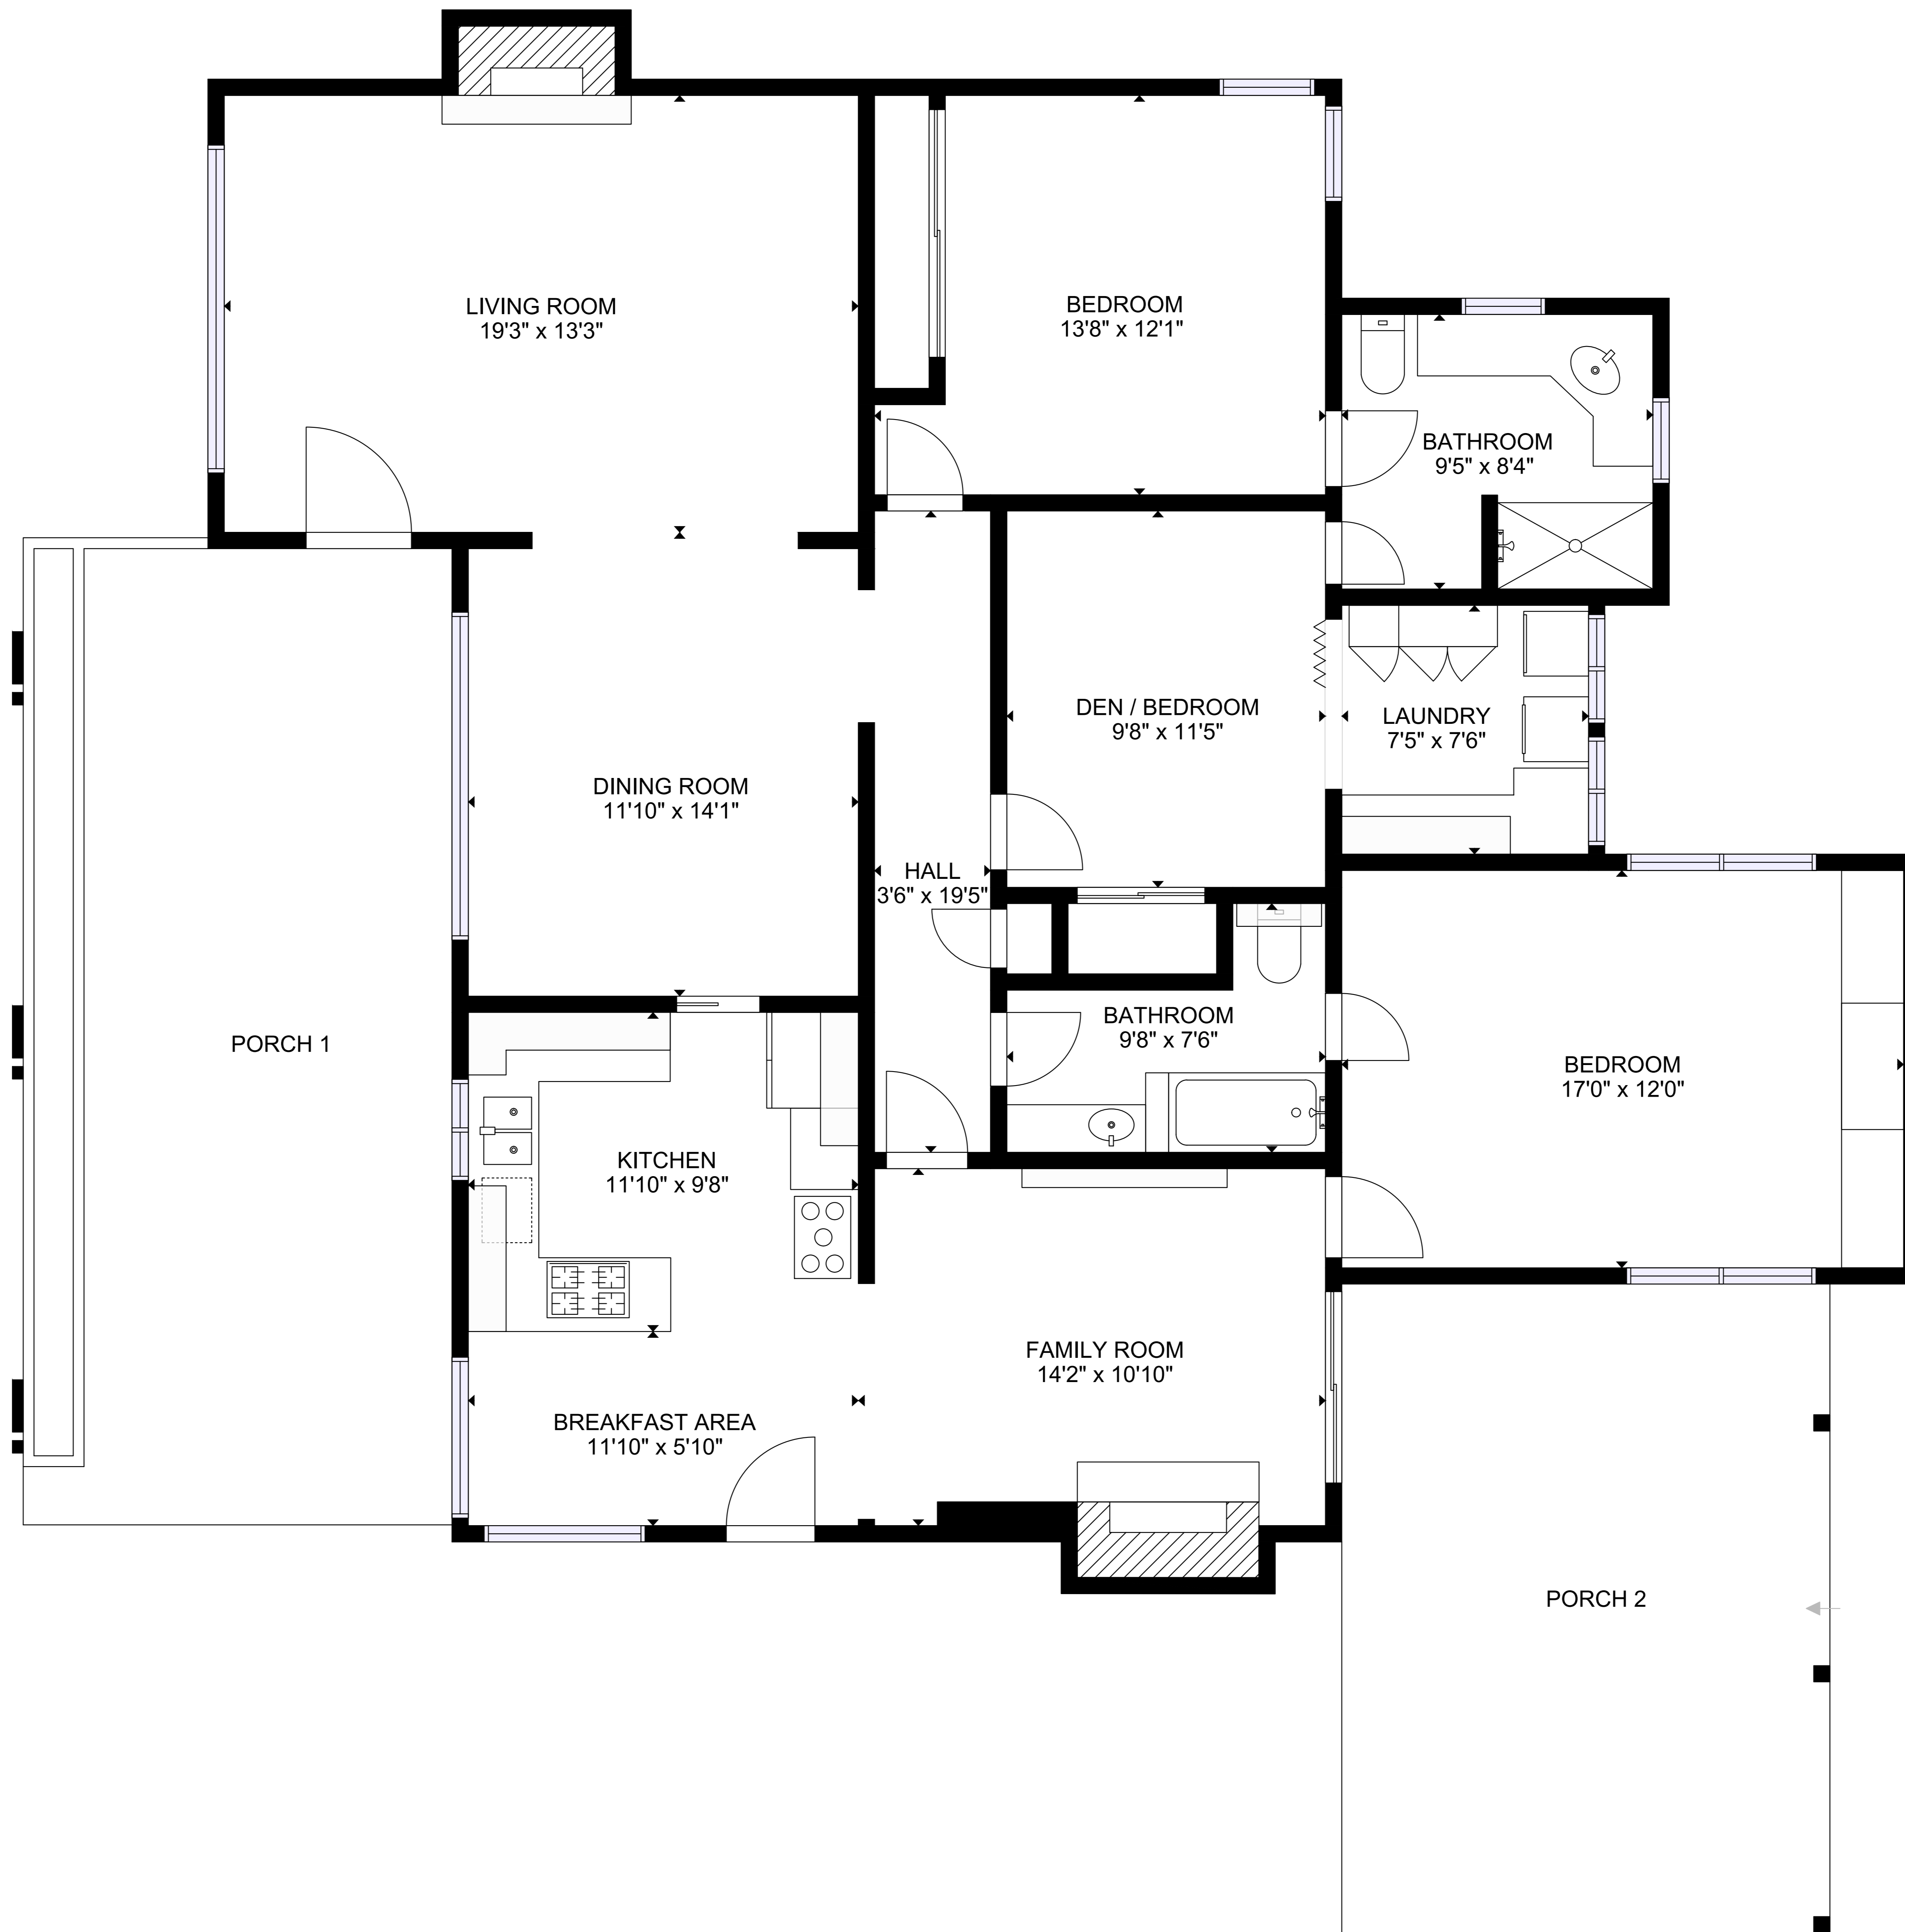 LIVING ROOM
19'3" x 13'3"
BEDROOM
13'8" x 12'1"
BATHROOM
9'5" x 8'4"
DEN / BEDROOM
9'8" x 11'5"
LAUNDRY
7'5" x 7'6"
DINING ROOM
11'10" x 14'1"
HALL
3'6" x 19'5"
PORCH 1
BATHROOM
9'8" x 7'6"
BEDROOM
17'0" x 12'0"
KITCHEN
11'10" x 9'8"
FAMILY ROOM
14'2" x 10'10"
BREAKFAST AREA
11'10" x 5'10"
PORCH 2